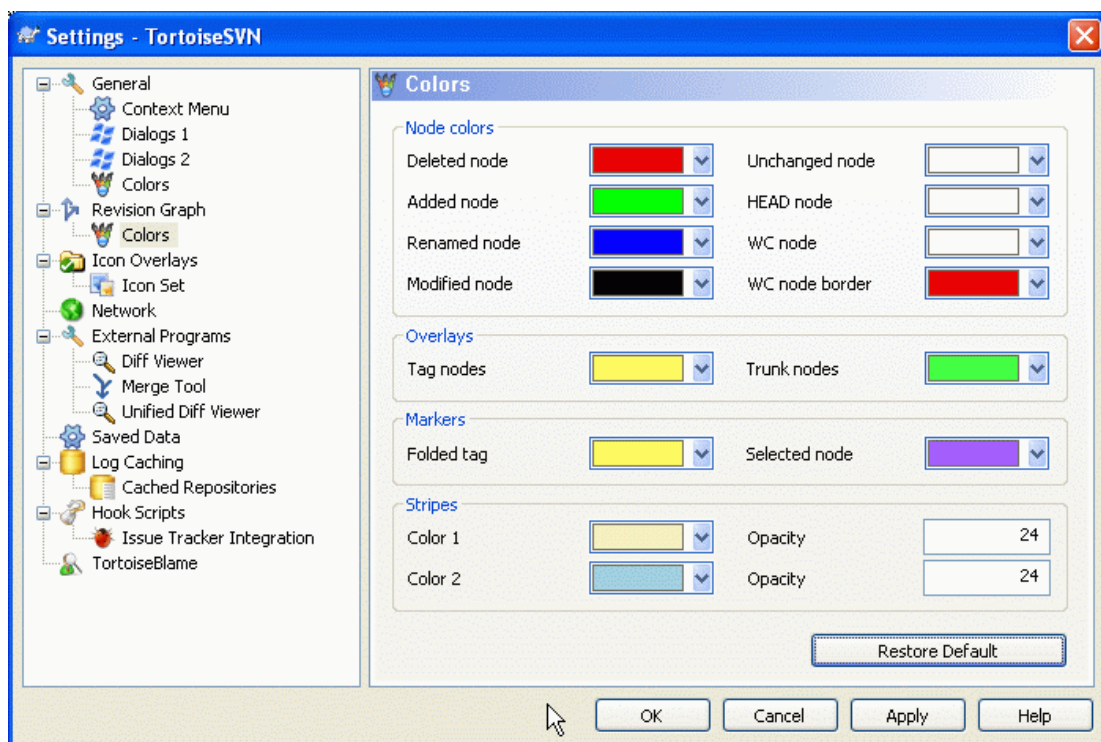 Settings - TortoiseSVN
General
Context Menu
Dialogs 1
Dialogs 2
Colors
Revision Graph
Colors
Icon Overlays
Icon Set
Network
External Programs
Diff Viewer
Merge Tool
Unified Diff Viewer
Saved Data
Log Caching
Cached Repositories
Hook Scripts
Issue Tracker Integration
TortoiseBlame
Colors
Node colors
Deleted node
Unchanged node
Added node
HEAD node
Renamed node
WC node
Modified node
WC node border
Overlays
Tag nodes
Trunk nodes
Markers
Folded tag
Selected node
Stripes
Color 1
Opacity
24
Color 2
Opacity
24
Restore Default
OK
Cancel
Apply
Help